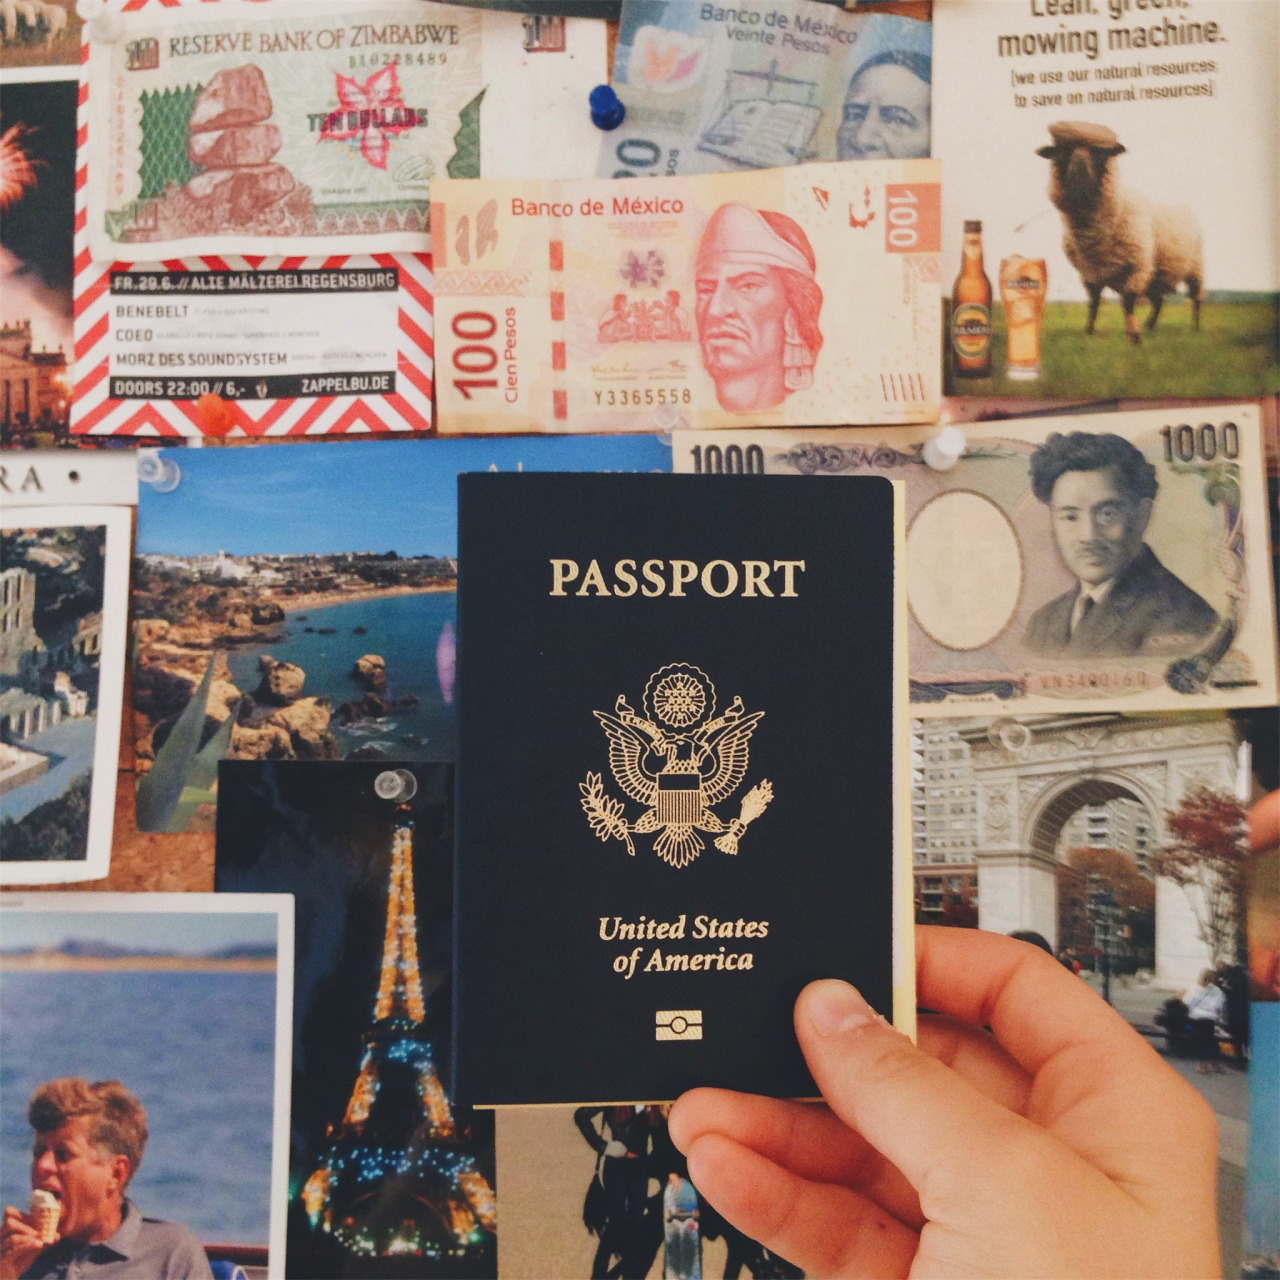 RESERVE BANK OF ZIMBABWE
TEN DOLLARS
Banco de México
Veinte Pesos
Lean, green,
mowing machine.
[we use our natural resources
to save on natural resources]
Banco de México
100
100
Cien Pesos
Y3365558
FR.29.6. // ALTE MÄLZEREI.REGENSBURG
BENEBELT
COEO
MORZ DES SOUNDSYSTEM
DOORS 22:00 // 6,-
ZAPPELBU.DE
RA •
1000
1000
PASSPORT
United States
of America